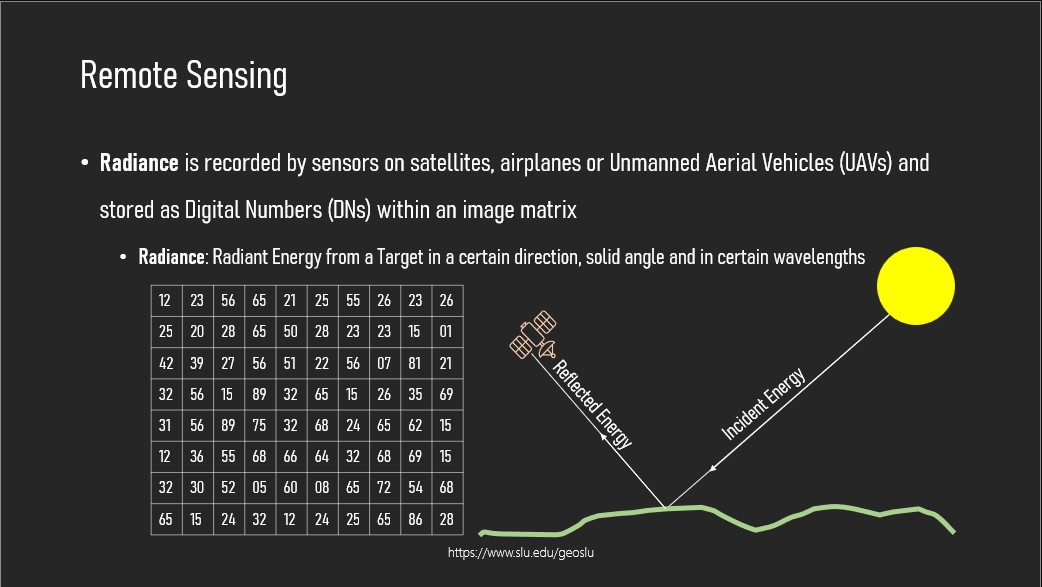 Remote Sensing
• Radiance is recorded by sensors on satellites, airplanes or Unmanned Aerial Vehicles (UAVs) and
stored as Digital Numbers (DNs) within an image matrix
• Radiance: Radiant Energy from a Target in a certain direction, solid angle and in certain wavelengths
12 23 56 65 21 25 55 26 23 26
25 20 28 65 50 28 23 23 15 01
42 39 27 56 51 22 56 07 81 21
32 56 15 89 32 65 15 26 35 69
31 56 89 75 32 68 24 65 62 15
12 36 55 68 66 64 32 68 69 15
32 30 52 05 60 08 65 72 54 68
65 15 24 32 12 24 25 65 86 28
Reflected Energy
Incident Energy
https://www.slu.edu/geoslu